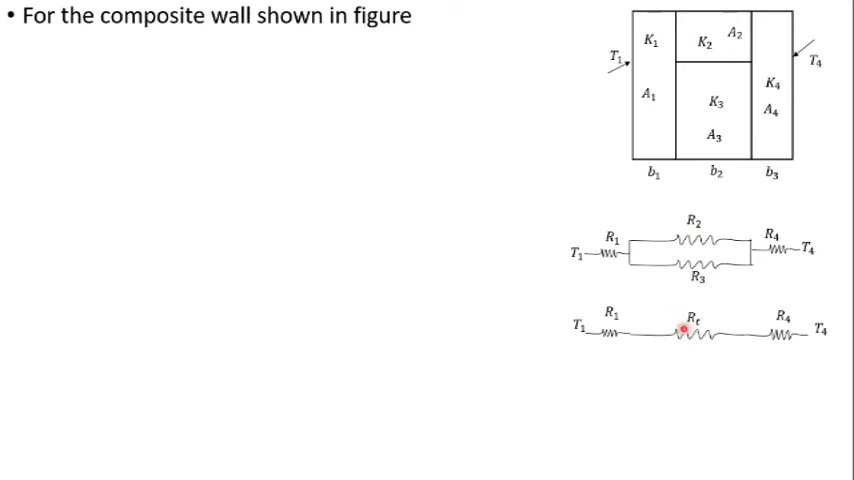 • For the composite wall shown in figure
K₁ K₂ A₂
T₁ T₄
A₁ K₃ K₄
A₃ A₄
b₁ b₂ b₃
R₂
R₁ R₄
T₁ T₄
R₃
R₁ Rₜ R₄
T₁ T₄